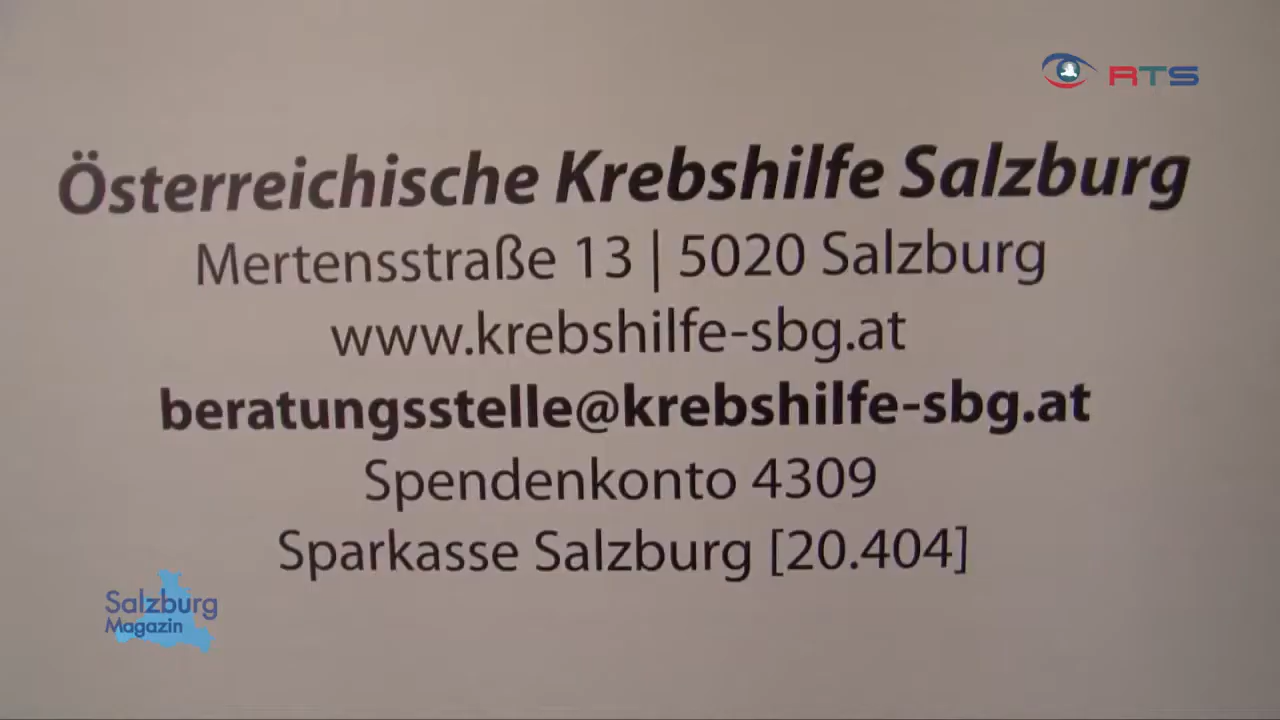 RTS
Österreichische Krebshilfe Salzburg
Mertensstraße 13 | 5020 Salzburg
www.krebshilfe-sbg.at
beratungsstelle@krebshilfe-sbg.at
Spendenkonto 4309
Sparkasse Salzburg [20.404]
Salzburg
Magazin